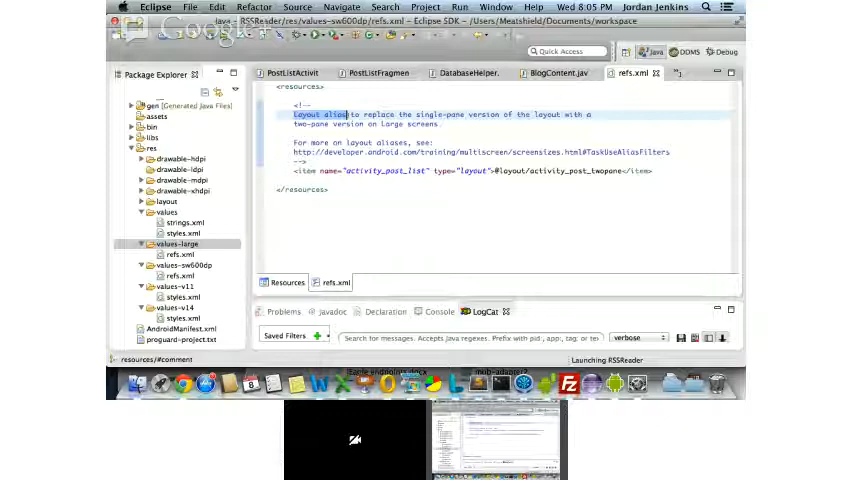 Eclipse File Edit Refactor Source Navigate Search Project Run Window Help Wed 8:05 PM Jordan Jenkins
Java - RSSReader/res/values-sw600dp/refs.xml - Eclipse SDK - /Users/Meatshield/Documents/workspace
Google+
Quick Access
Java DDMS Debug
Package Explorer
PostListActivit PostListFragmen DatabaseHelper. BlogContent.jav refs.xml
gen [Generated Java Files]
assets
bin
libs
res
drawable-hdpi
drawable-ldpi
drawable-mdpi
drawable-xhdpi
layout
values
strings.xml
styles.xml
values-large
refs.xml
values-sw600dp
refs.xml
values-v11
styles.xml
values-v14
styles.xml
AndroidManifest.xml
proguard-project.txt
<resources>
<!--
Layout alias to replace the single-pane version of the layout with a
two-pane version on Large screens.
For more on layout aliases, see:
http://developer.android.com/training/multiscreen/screensizes.html#TaskUseAliasFilters
-->
<item name="activity_post_list" type="layout">@layout/activity_post_twopane</item>
</resources>
Resources refs.xml
Problems Javadoc Declaration Console LogCat
Saved Filters
Search for messages. Accepts Java regexes. Prefix with pid:, app:, tag: or tex
verbose
resources/#comment
Launching RSSReader